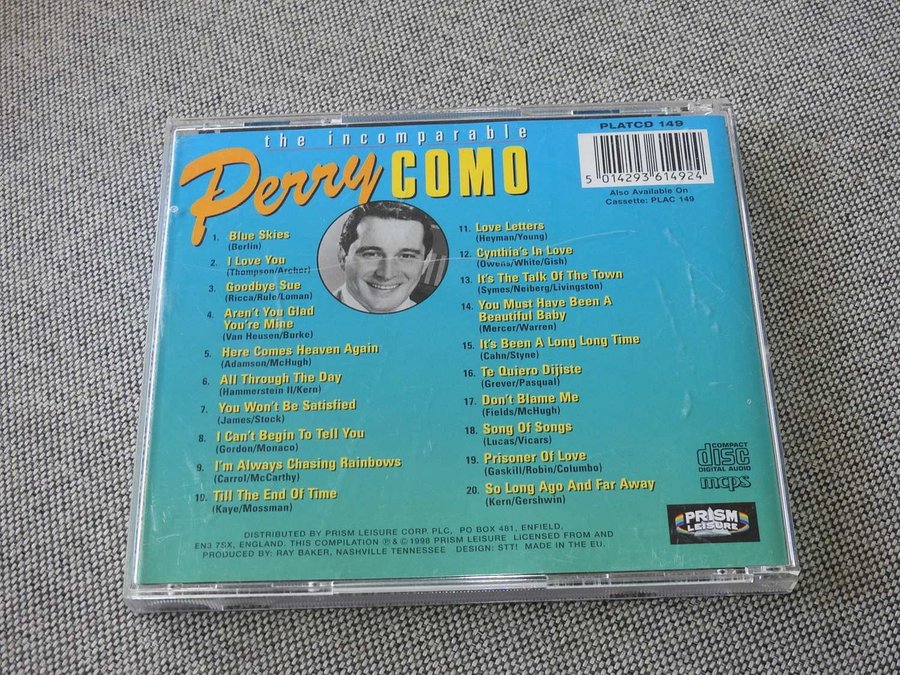 the incomparable
Perry COMO
PLATCD 149
5 014293 614924
Also Available On
Cassette: PLAC 149
1. Blue Skies
(Berlin)
2. I Love You
(Thompson/Archer)
3. Goodbye Sue
(Ricca/Rule/Loman)
4. Aren't You Glad
You're Mine
(Van Heusen/Burke)
5. Here Comes Heaven Again
(Adamson/McHugh)
6. All Through The Day
(Hammerstein II/Kern)
7. You Won't Be Satisfied
(James/Stock)
8. I Can't Begin To Tell You
(Gordon/Monaco)
9. I'm Always Chasing Rainbows
(Carrol/McCarthy)
10. Till The End Of Time
(Kaye/Mossman)
11. Love Letters
(Heyman/Young)
12. Cynthia's In Love
(Owens/White/Gish)
13. It's The Talk Of The Town
(Symes/Neiberg/Livingston)
14. You Must Have Been A
Beautiful Baby
(Mercer/Warren)
15. It's Been A Long Long Time
(Cahn/Styne)
16. Te Quiero Dijiste
(Grever/Pasqual)
17. Don't Blame Me
(Fields/McHugh)
18. Song Of Songs
(Lucas/Vicars)
19. Prisoner Of Love
(Gaskill/Robin/Columbo)
20. So Long Ago And Far Away
(Kern/Gershwin)
COMPACT
disc
DIGITAL AUDIO
mcps
PRISM
LEISURE
DISTRIBUTED BY PRISM LEISURE CORP. PLC, PO BOX 481, ENFIELD,
EN3 7SX, ENGLAND. THIS COMPILATION ℗ & © 1998 PRISM LEISURE LICENSED FROM AND
PRODUCED BY: RAY BAKER, NASHVILLE TENNESSEE DESIGN: STT! MADE IN THE EU.